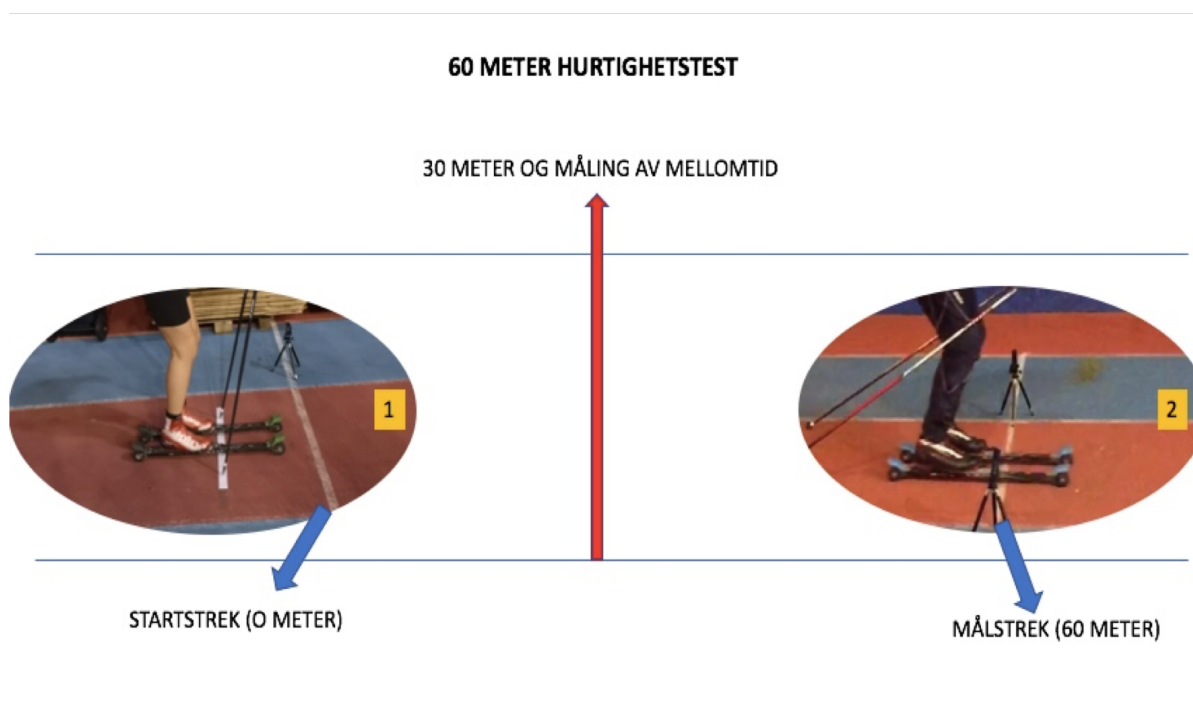 60 METER HURTIGHETSTEST
30 METER OG MÅLING AV MELLOMTID
1
2
STARTSTREK (O METER)
MÅLSTREK (60 METER)